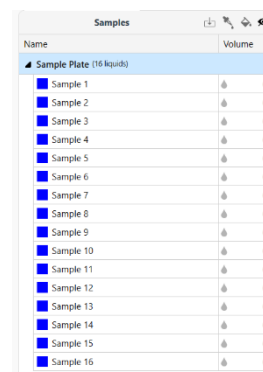 Samples
Name Volume
Sample Plate (16 liquids)
Sample 1
Sample 2
Sample 3
Sample 4
Sample 5
Sample 6
Sample 7
Sample 8
Sample 9
Sample 10
Sample 11
Sample 12
Sample 13
Sample 14
Sample 15
Sample 16